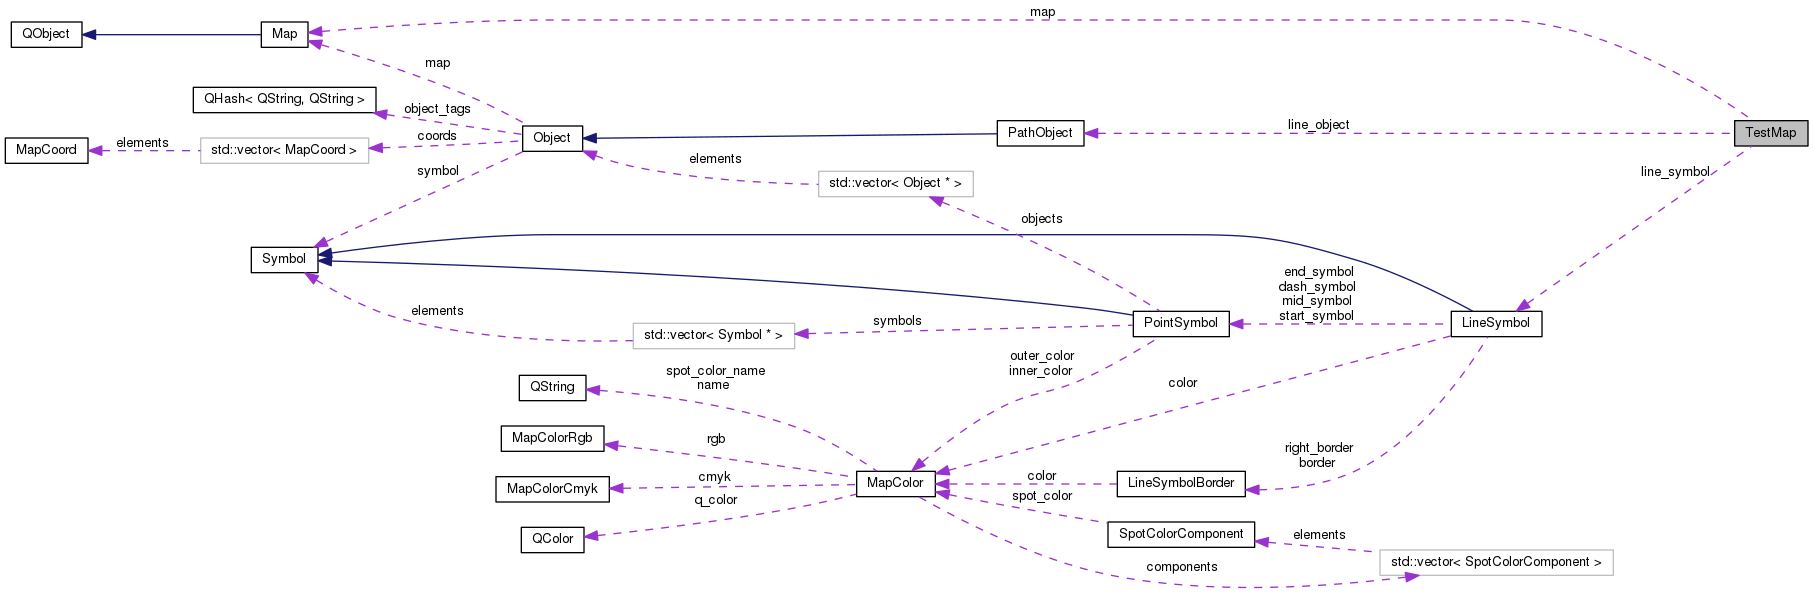 map
QObject
Map
map
QHash< QString, QString >
object_tags
line_object
TestMap
Object
PathObject
coords
MapCoord
elements
std::vector< MapCoord >
elements
symbol
line_symbol
std::vector< Object * >
objects
Symbol
end_symbol
dash_symbol
mid_symbol
start_symbol
elements
symbols
PointSymbol
LineSymbol
std::vector< Symbol * >
outer_color
inner_color
spot_color_name
name
QString
color
MapColorRgb
rgb
right_border
border
cmyk
MapColor
color
LineSymbolBorder
MapColorCmyk
q_color
spot_color
QColor
SpotColorComponent
elements
components
std::vector< SpotColorComponent >